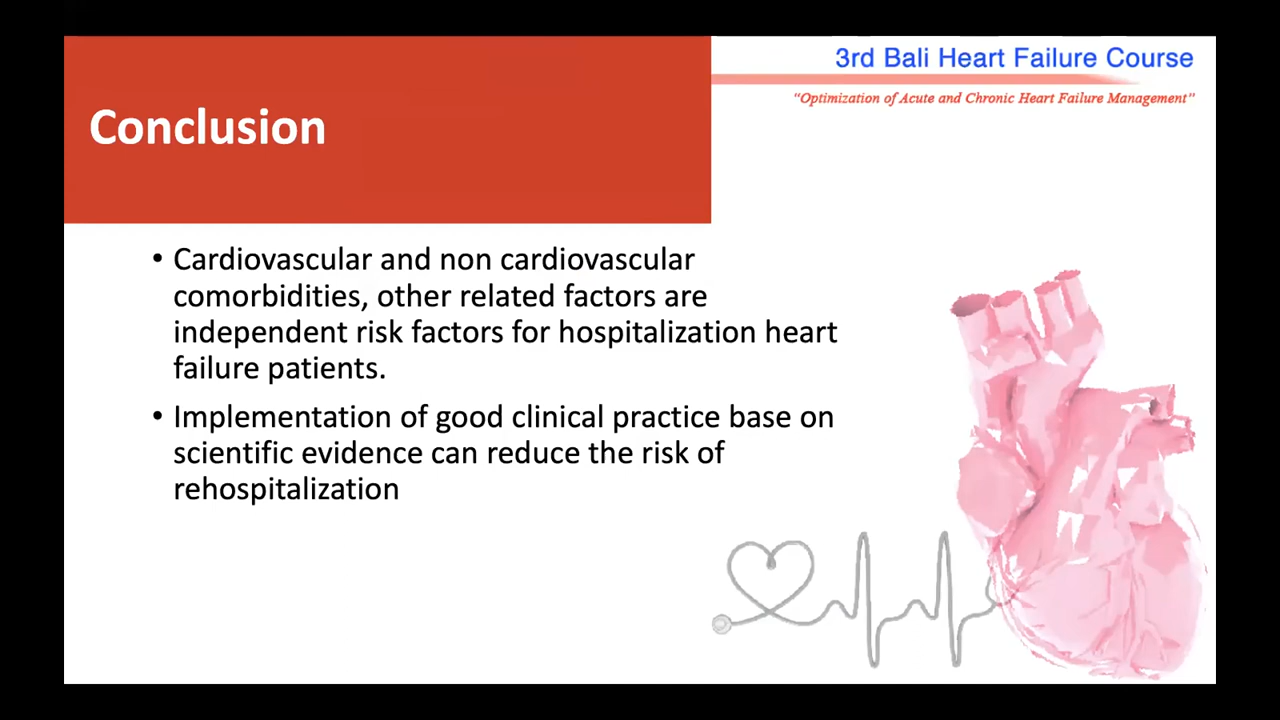 3rd Bali Heart Failure Course
“Optimization of Acute and Chronic Heart Failure Management”
Conclusion
• Cardiovascular and non cardiovascular
comorbidities, other related factors are
independent risk factors for hospitalization heart
failure patients.
• Implementation of good clinical practice base on
scientific evidence can reduce the risk of
rehospitalization